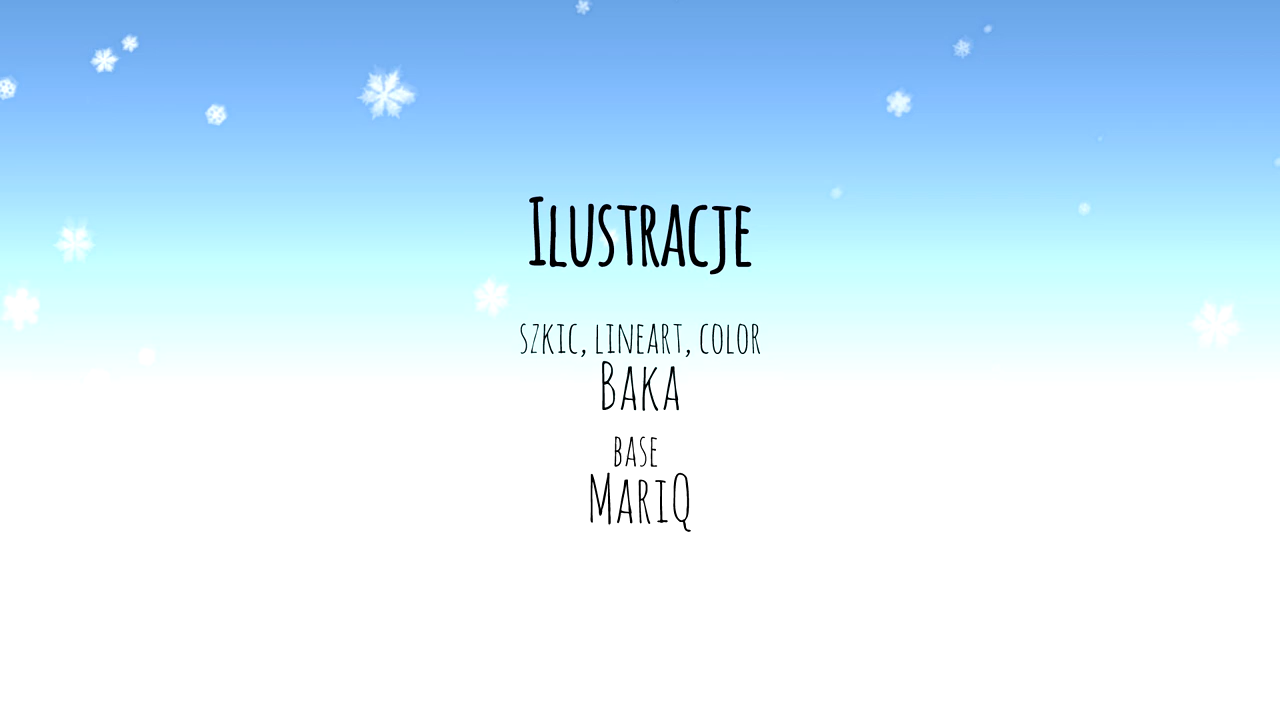 Ilustracje
szkic, lineart, color
Baka
base
MariQ